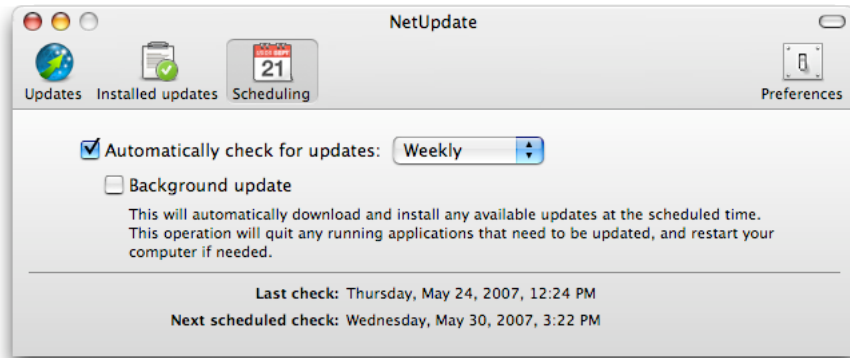 NetUpdate
Updates Installed updates Scheduling Preferences
21
Automatically check for updates: Weekly
Background update
This will automatically download and install any available updates at the scheduled time.
This operation will quit any running applications that need to be updated, and restart your
computer if needed.
Last check: Thursday, May 24, 2007, 12:24 PM
Next scheduled check: Wednesday, May 30, 2007, 3:22 PM